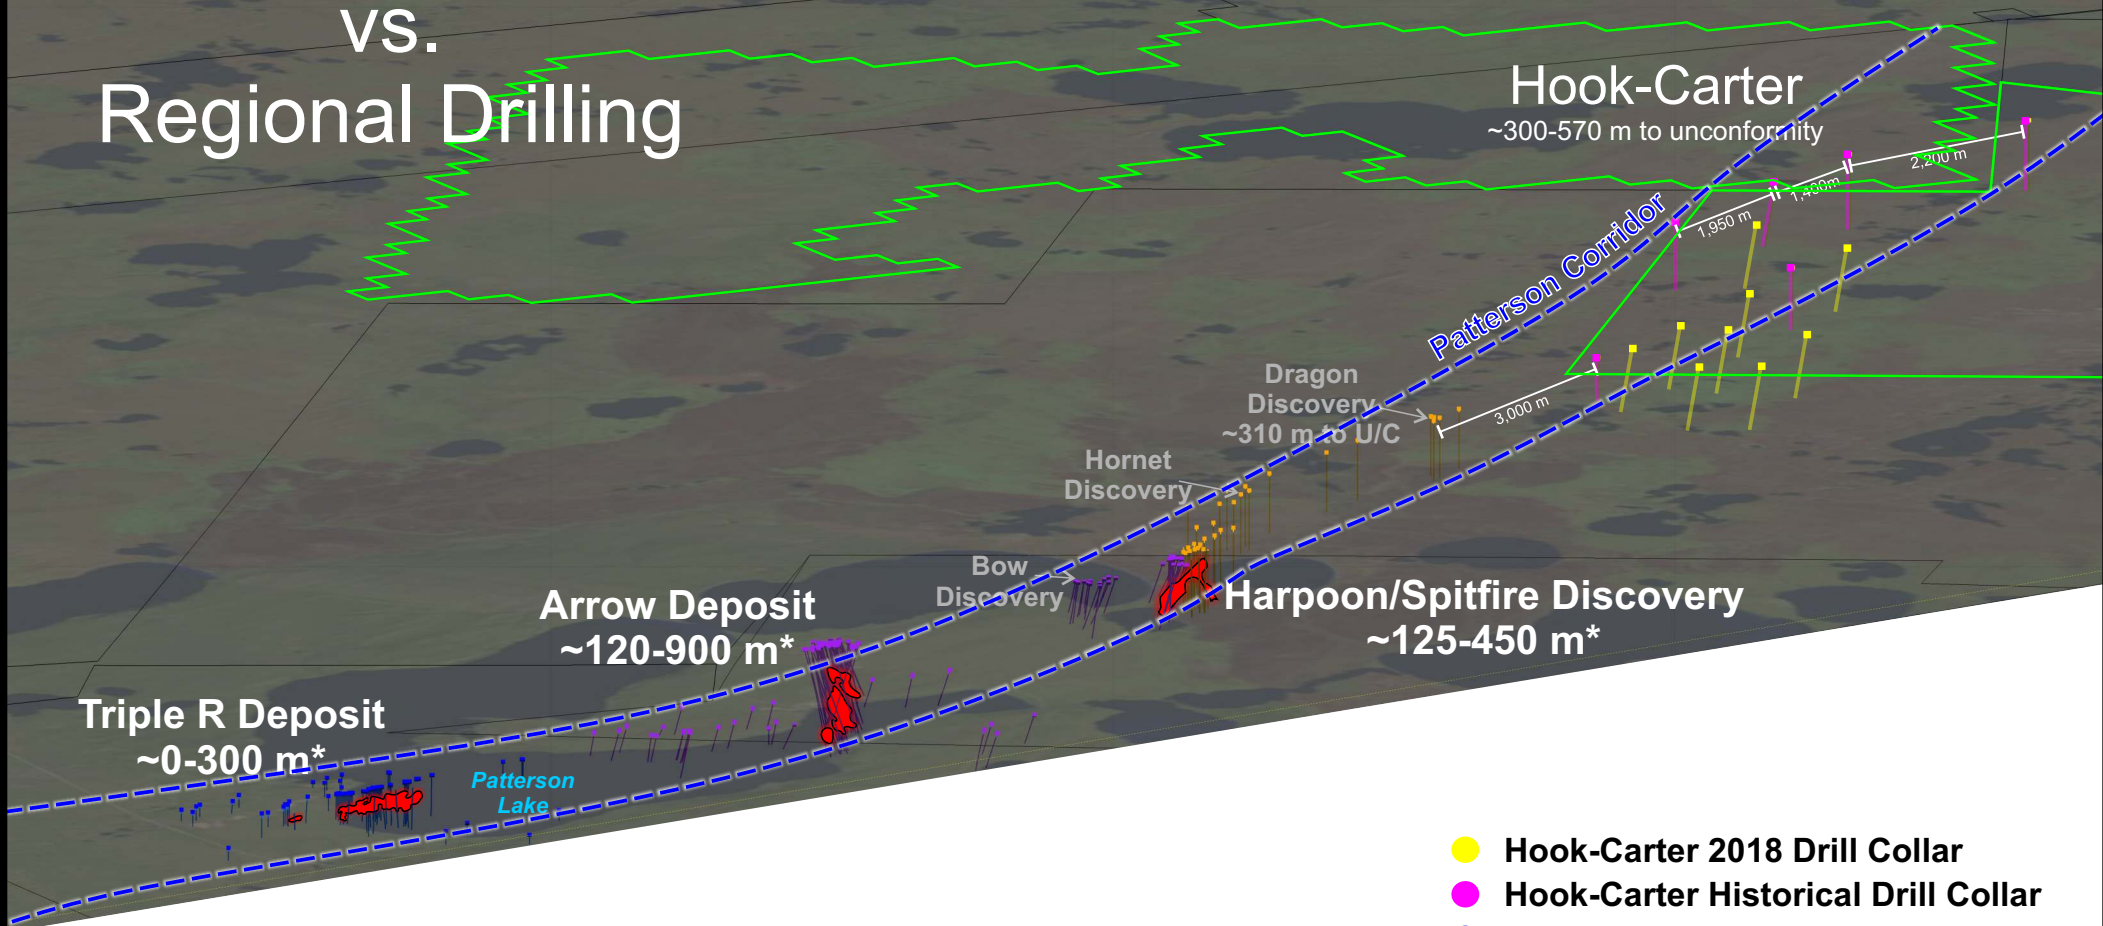 vs.
Regional Drilling
Hook-Carter
~300-570 m to unconformity
2,200 m
1,400m
1,950 m
Patterson Corridor
3,000 m
Dragon
Discovery
~310 m to U/C
Hornet
Discovery
Bow
Discovery
Harpoon/Spitfire Discovery
~125-450 m*
Arrow Deposit
~120-900 m*
Triple R Deposit
~0-300 m*
Patterson
Lake
Hook-Carter 2018 Drill Collar
Hook-Carter Historical Drill Collar